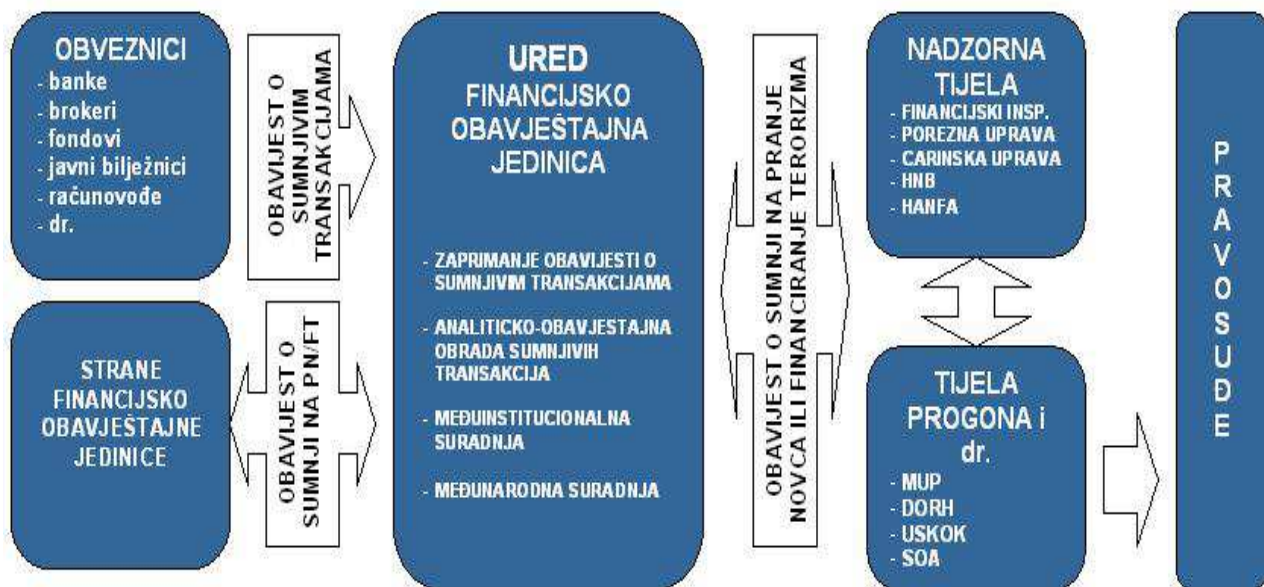 OBVEZNICI
- banke
- brokeri
- fondovi
- javni bilježnici
- računovođe
- dr.
OBAVIJEST O
SUMNJIVIM
TRANSAKCIJAMA
STRANE
FINANCIJSKO
OBAVJEŠTAJNE
JEDINICE
OBAVIJEST O
SUMNJI NA PN/FT
URED
FINANCIJSKO
OBAVJEŠTAJNA
JEDINICA
- ZAPRIMANJE OBAVIJESTI O
SUMNJIVIM TRANSAKCIJAMA
- ANALITICKO-OBAVJESTAJNA
OBRADA SUMNJIVIH
TRANSAKCIJA
- MEĐUINSTITUCIONALNA
SURADNJA
- MEĐUNARODNA SURADNJA
OBAVIJEST O SUMNJI NA PRANJE
NOVCA ILI FINANCIRANJE TERORIZMA
NADZORNA
TIJELA
- FINANCIJSKI INSP.
- POREZNA UPRAVA
- CARINSKA UPRAVA
- HNB
- HANFA
TIJELA
PROGONA i
dr.
- MUP
- DORH
- USKOK
- SOA
PRAVOSUĐE